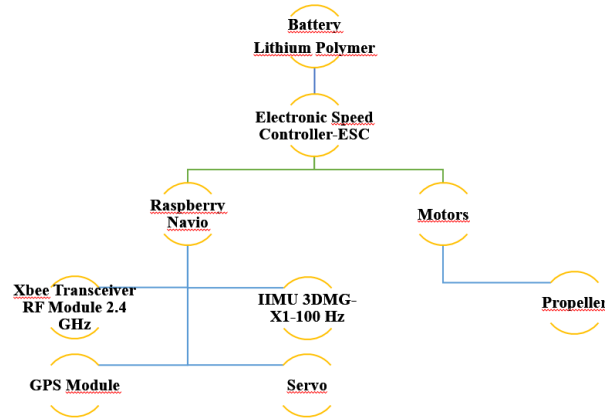 Battery
Lithium Polymer
Electronic Speed
Controller-ESC
Raspberry
Navio
Motors
Xbee Transceiver
RF Module 2.4
GHz
IIMU 3DMG-
X1-100 Hz
Propeller
GPS Module
Servo